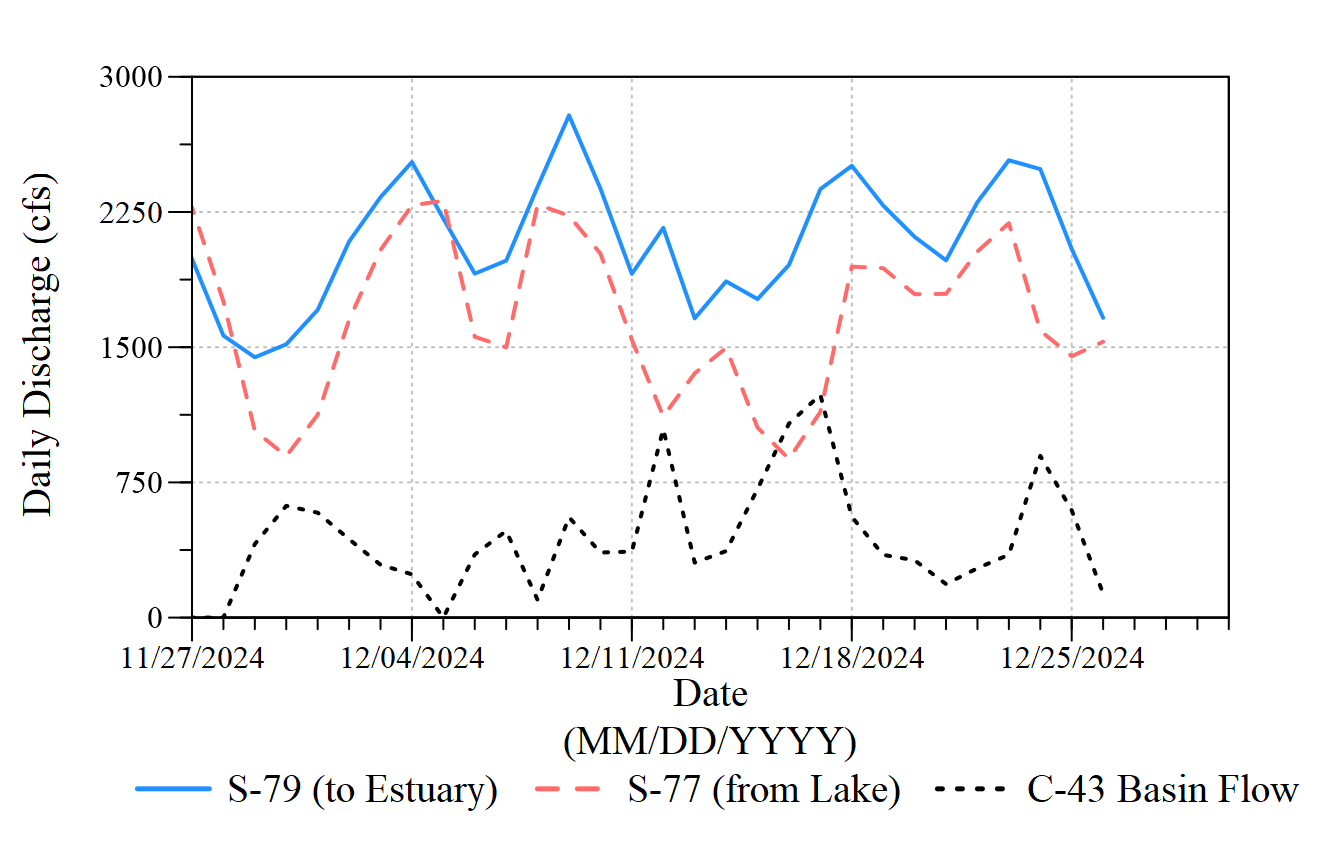 3000
2250
1500
750
0
Daily Discharge (cfs)
11/27/2024 12/04/2024 12/11/2024 12/18/2024 12/25/2024
Date
(MM/DD/YYYY)
S-79 (to Estuary) S-77 (from Lake) C-43 Basin Flow